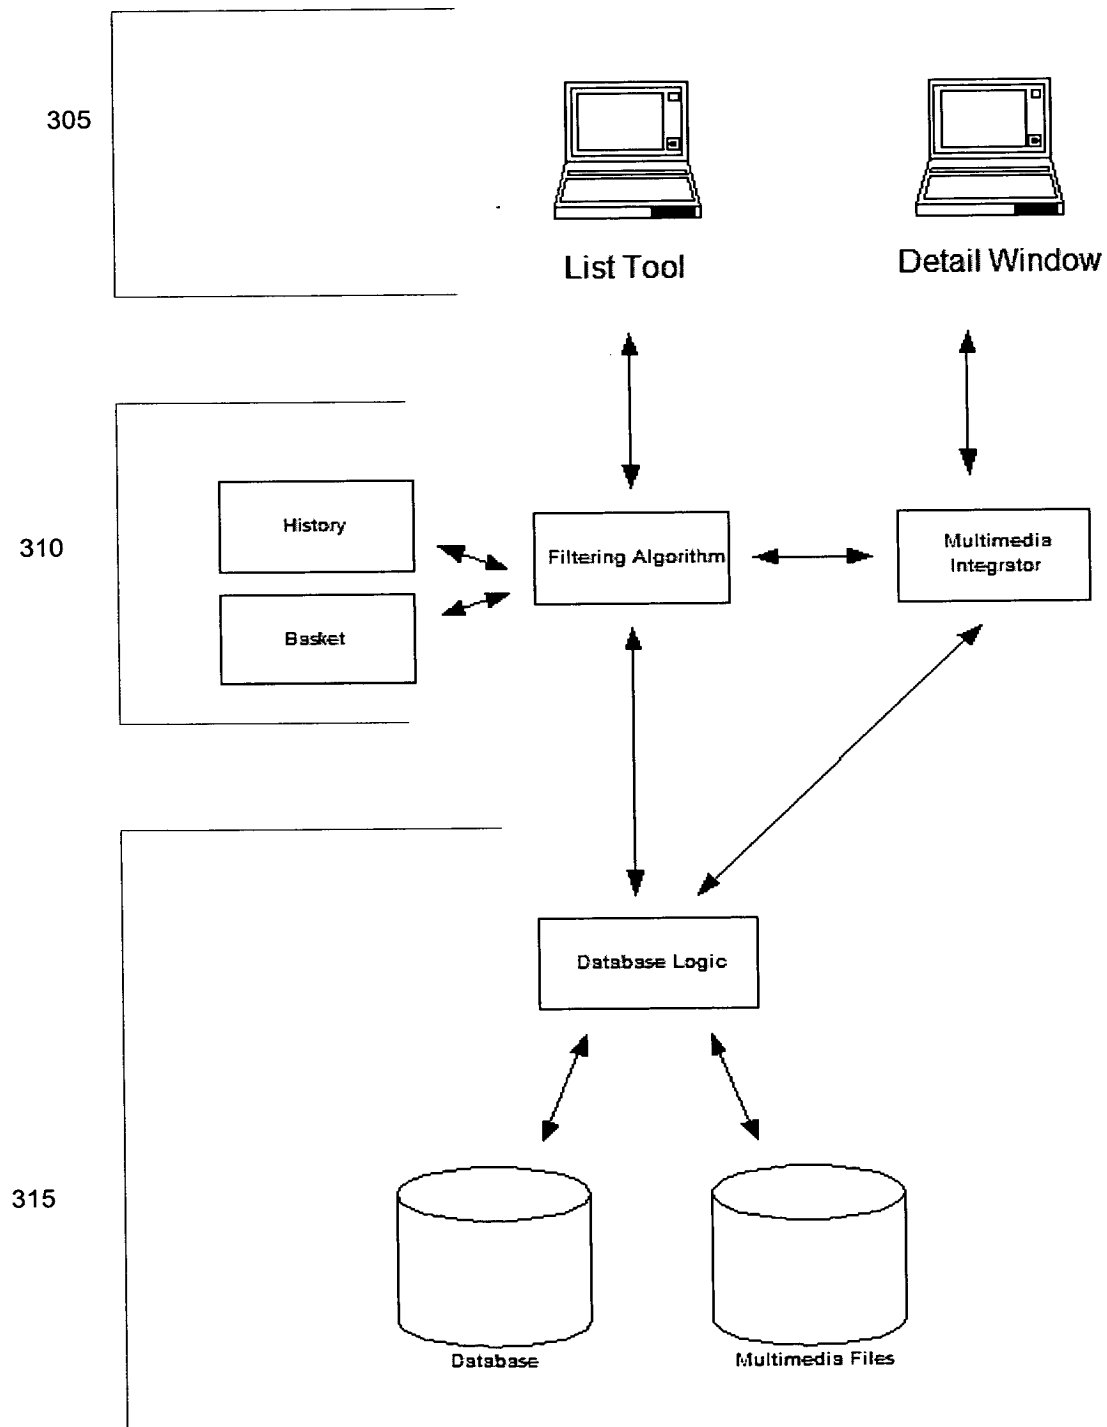 305
List Tool
Detail Window
310
History
Basket
Filtering Algorithm
Multimedia
Integrator
Database Logic
315
Database
Multimedia Files